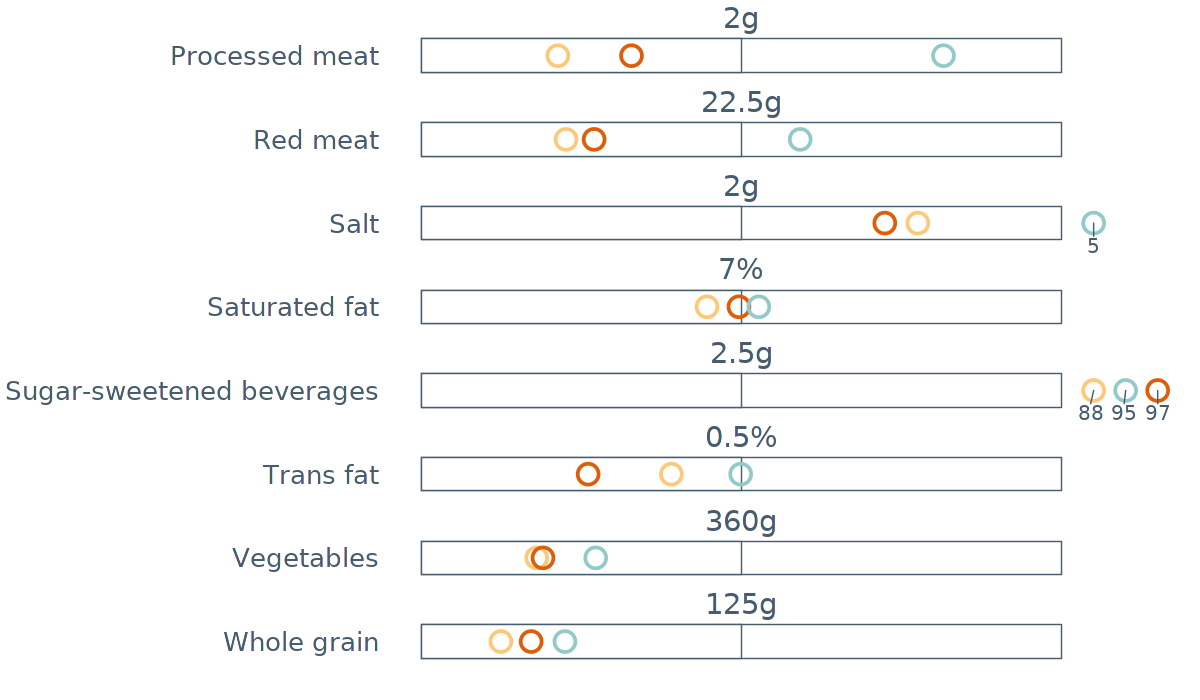 2g
Processed meat
22.5g
Red meat
2g
Salt
5
7%
Saturated fat
2.5g
Sugar-sweetened beverages
88 95 97
0.5%
Trans fat
360g
Vegetables
125g
Whole grain